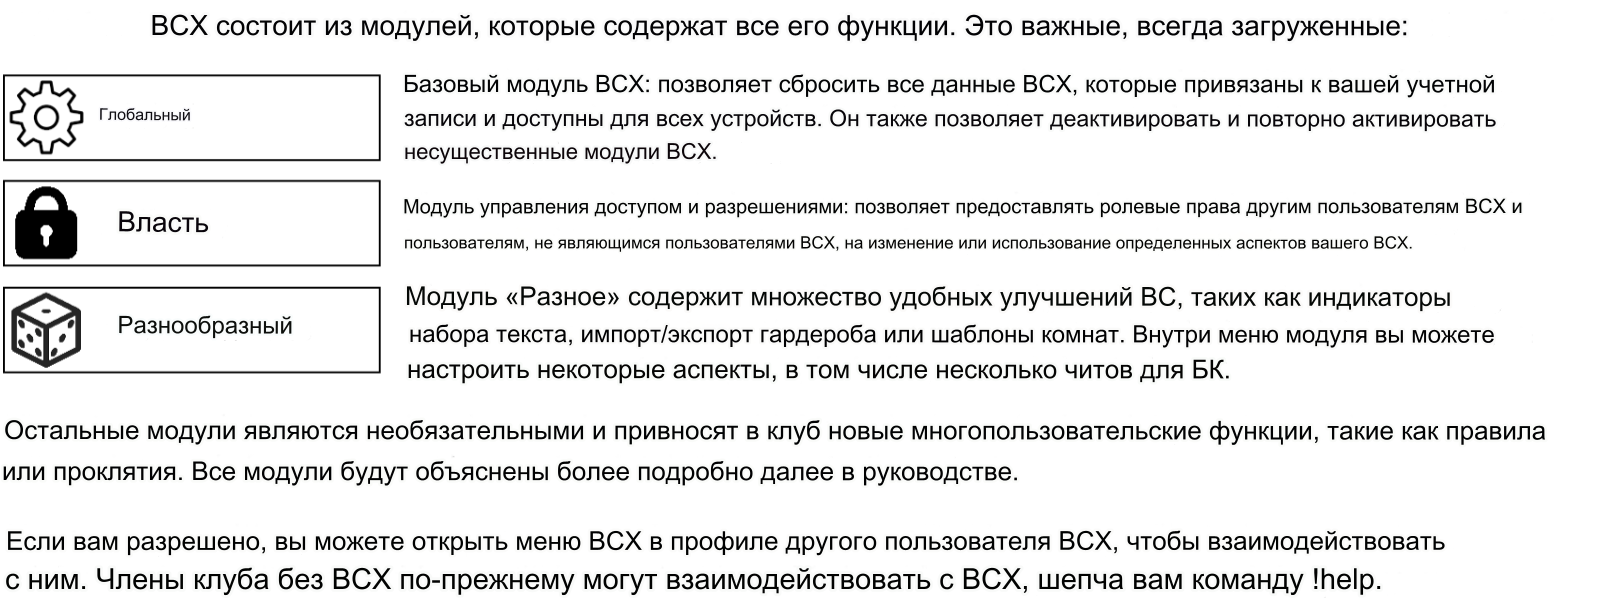 BCX состоит из модулей, которые содержат все его функции. Это важные, всегда загруженные:
Глобальный
Базовый модуль BCX: позволяет сбросить все данные BCX, которые привязаны к вашей учетной
записи и доступны для всех устройств. Он также позволяет деактивировать и повторно активировать
несущественные модули BCX.
Власть
Модуль управления доступом и разрешениями: позволяет предоставлять ролевые права другим пользователям BCX и
пользователям, не являющимся пользователями BCX, на изменение или использование определенных аспектов вашего BCX.
Разнообразный
Модуль «Разное» содержит множество удобных улучшений BC, таких как индикаторы
набора текста, импорт/экспорт гардероба или шаблоны комнат. Внутри меню модуля вы можете
настроить некоторые аспекты, в том числе несколько читов для БК.
Остальные модули являются необязательными и привносят в клуб новые многопользовательские функции, такие как правила
или проклятия. Все модули будут объяснены более подробно далее в руководстве.
Если вам разрешено, вы можете открыть меню BCX в профиле другого пользователя BCX, чтобы взаимодействовать
с ним. Члены клуба без BCX по-прежнему могут взаимодействовать с BCX, шепча вам команду !help.